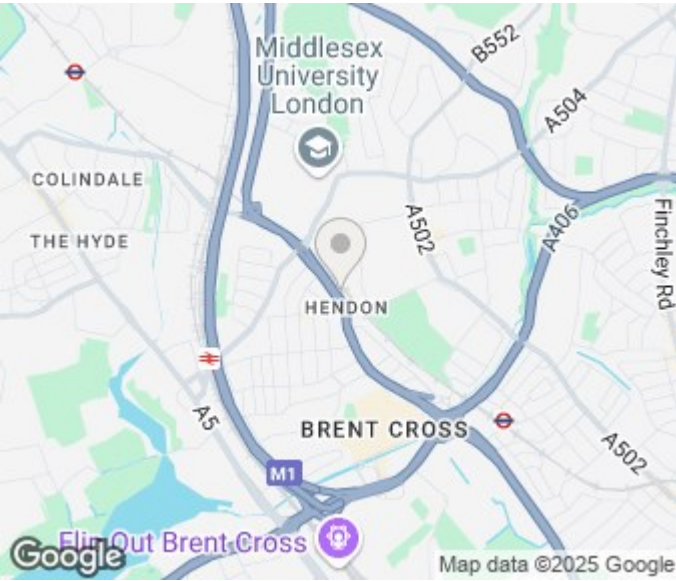 Middlesex
University
London
B552
A504
COLINDALE
THE HYDE
A502
A406
Finchley Rd
HENDON
A5
BRENT CROSS
A502
M1
Flip Out Brent Cross
Google
Map data ©2025 Google